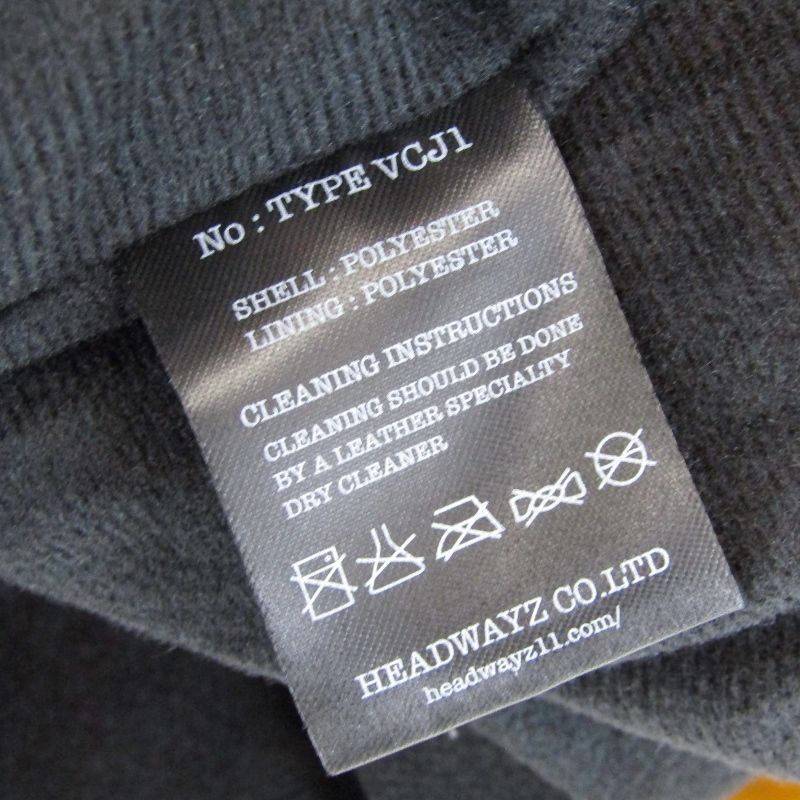 No : TYPE VCJ1
SHELL : POLYESTER
LINING : POLYESTER
CLEANING INSTRUCTIONS
CLEANING SHOULD BE DONE
BY A LEATHER SPECIALTY
DRY CLEANER
HEADWAYZ CO.LTD
headwayz11.com/